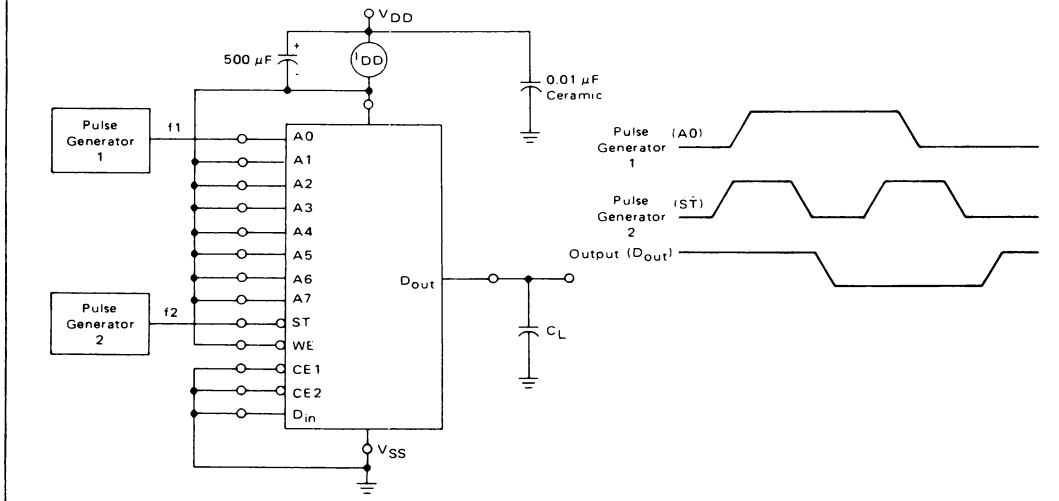 VDD
+
500 μF
-
IDD
0.01 μF
Ceramic
Pulse
Generator
1
f1
A0
A1
A2
A3
A4
A5
A6
A7
ST
WE
CE1
CE2
Din
Dout
VSS
CL
Pulse
Generator
2
f2
Pulse
Generator
1
(A0)
Pulse
Generator
2
(ST)
Output (Dout)